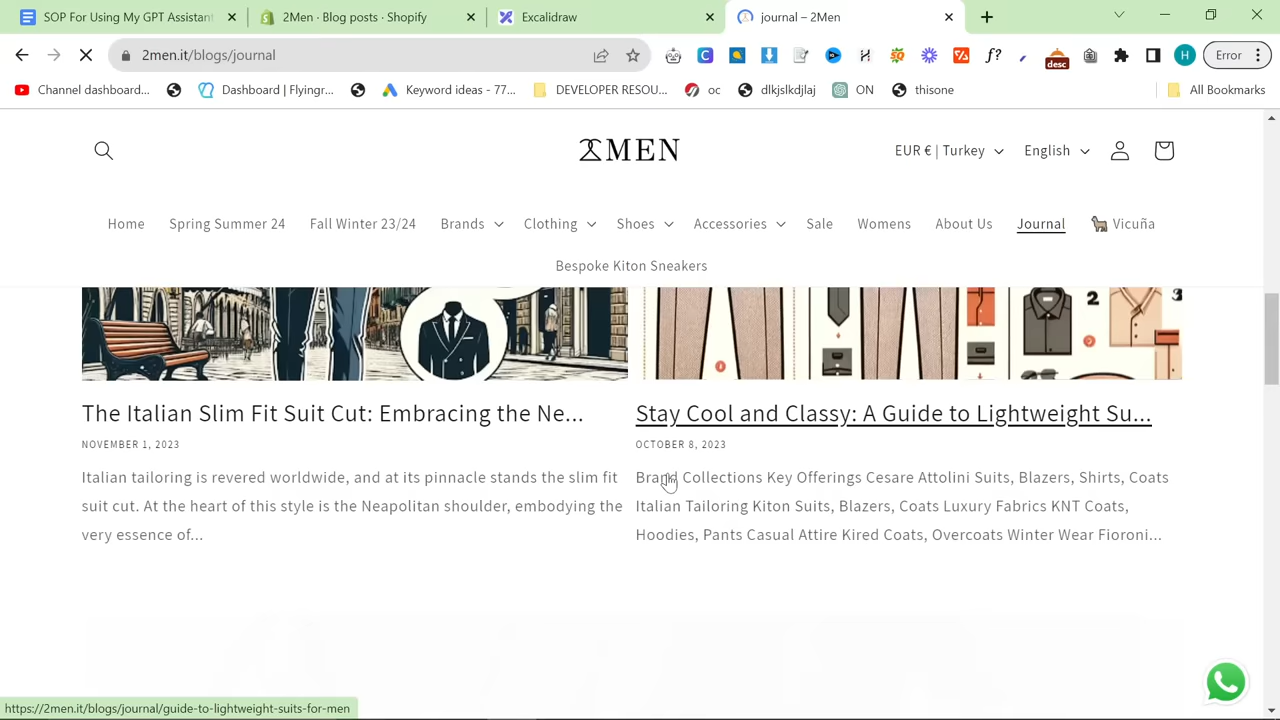 SOP For Using My GPT Assistan
2Men · Blog posts · Shopify
Excalidraw
journal – 2Men
2men.it/blogs/journal
H
Error
Channel dashboard...
Dashboard | Flyingr...
Keyword ideas - 77...
DEVELOPER RESOU...
oc
dlkjslkdjlaj
ON
thisone
All Bookmarks
desc
2MEN
EUR € | Turkey
English
Home
Spring Summer 24
Fall Winter 23/24
Brands
Clothing
Shoes
Accessories
Sale
Womens
About Us
Journal
Vicuña
Bespoke Kiton Sneakers
2
3
The Italian Slim Fit Suit Cut: Embracing the Ne...
NOVEMBER 1, 2023
Italian tailoring is revered worldwide, and at its pinnacle stands the slim fit
suit cut. At the heart of this style is the Neapolitan shoulder, embodying the
very essence of...
Stay Cool and Classy: A Guide to Lightweight Su...
OCTOBER 8, 2023
Brand Collections Key Offerings Cesare Attolini Suits, Blazers, Shirts, Coats
Italian Tailoring Kiton Suits, Blazers, Coats Luxury Fabrics KNT Coats,
Hoodies, Pants Casual Attire Kired Coats, Overcoats Winter Wear Fioroni...
https://2men.it/blogs/journal/guide-to-lightweight-suits-for-men